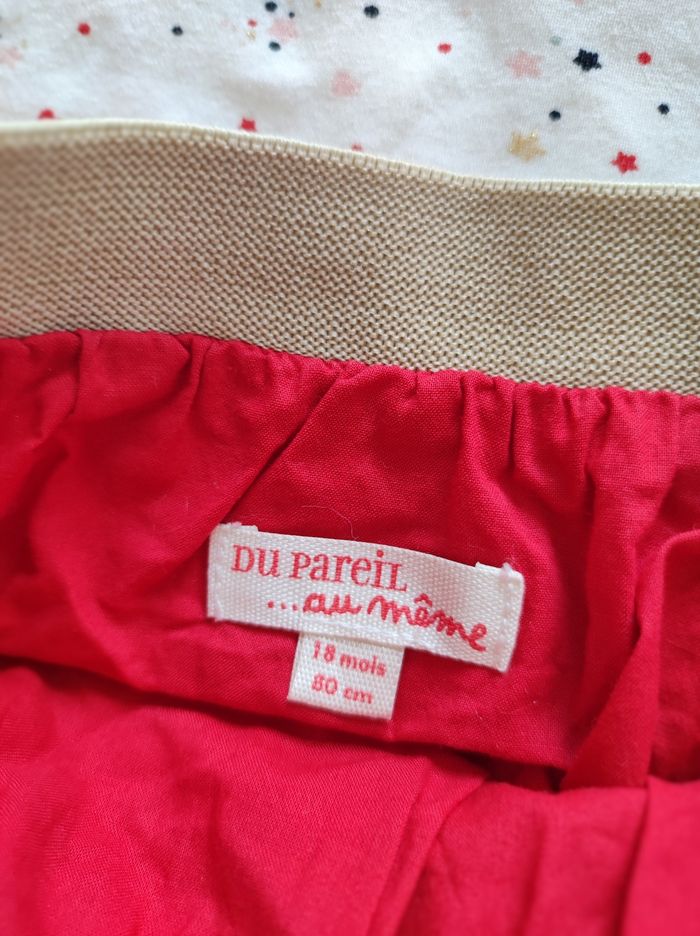 DU PAREIL
...au même
18 mois
80 cm